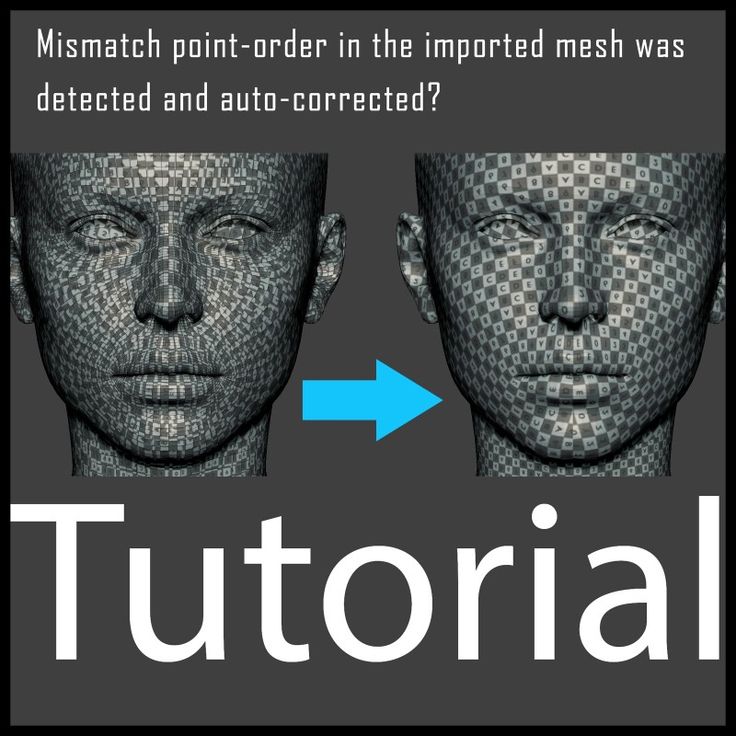 Mismatch point-order in the imported mesh was
detected and auto-corrected?
Tutorial